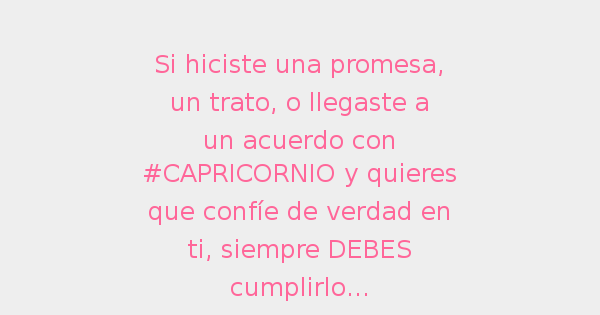 Si hiciste una promesa,
un trato, o llegaste a
un acuerdo con
#CAPRICORNIO y quieres
que confíe de verdad en
ti, siempre DEBES
cumplirlo...